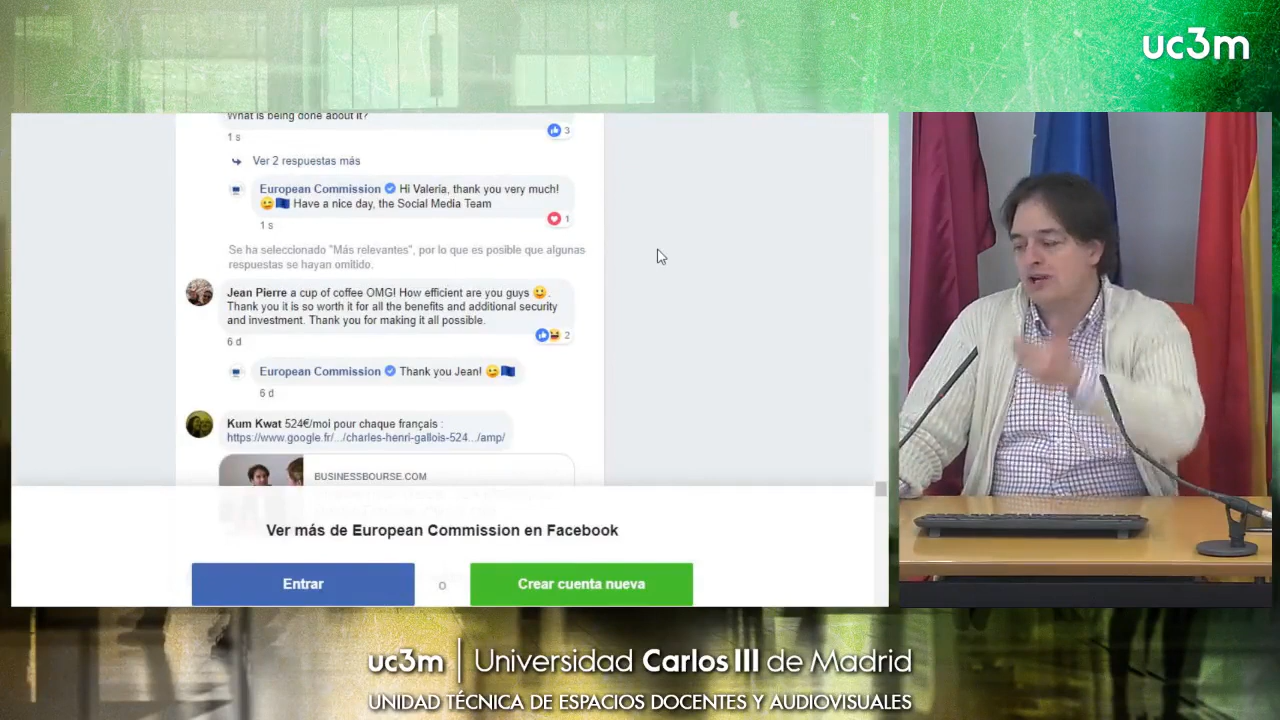 uc3m
What is being done about it?
3
1 s
Ver 2 respuestas más
European Commission Hi Valeria, thank you very much!
Have a nice day, the Social Media Team
1
1 s
Se ha seleccionado "Más relevantes", por lo que es posible que algunas
respuestas se hayan omitido.
Jean Pierre a cup of coffee OMG! How efficient are you guys 😉.
Thank you it is so worth it for all the benefits and additional security
and investment. Thank you for making it all possible.
2
6 d
European Commission Thank you Jean! 😉🇪🇺
6 d
Kum Kwat 524€/moi pour chaque français :
https://www.google.fr/.../charles-henri-gallois-524.../amp/
BUSINESSBOURSE.COM
Ver más de European Commission en Facebook
Entrar
o
Crear cuenta nueva
uc3m | Universidad Carlos III de Madrid
UNIDAD TÉCNICA DE ESPACIOS DOCENTES Y AUDIOVISUALES